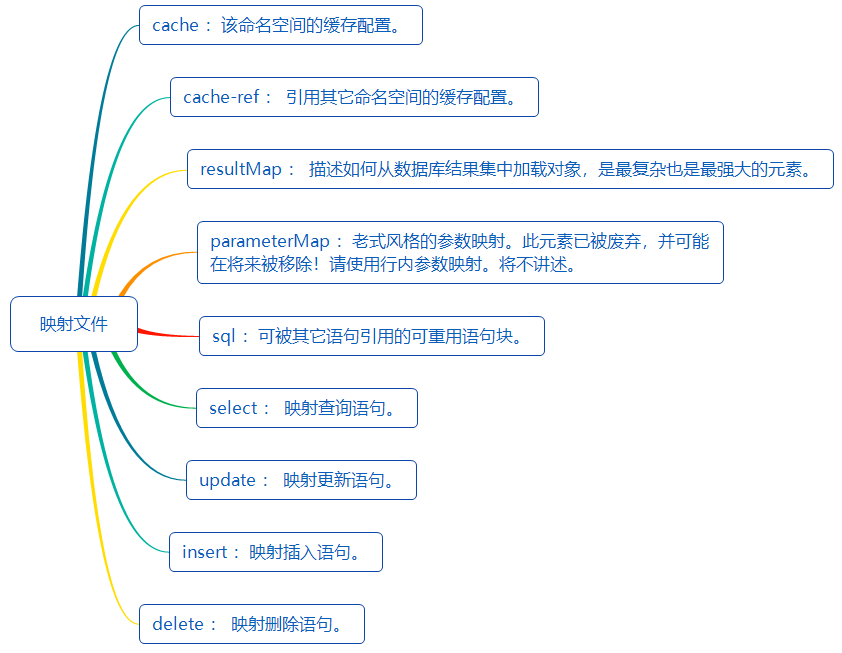 cache ：该命名空间的缓存配置。
cache-ref ： 引用其它命名空间的缓存配置。
resultMap ： 描述如何从数据库结果集中加载对象，是最复杂也是最强大的元素。
parameterMap ：老式风格的参数映射。此元素已被废弃，并可能
在将来被移除！请使用行内参数映射。将不讲述。
映射文件
sql ：可被其它语句引用的可重用语句块。
select ： 映射查询语句。
update ： 映射更新语句。
insert ：映射插入语句。
delete ： 映射删除语句。